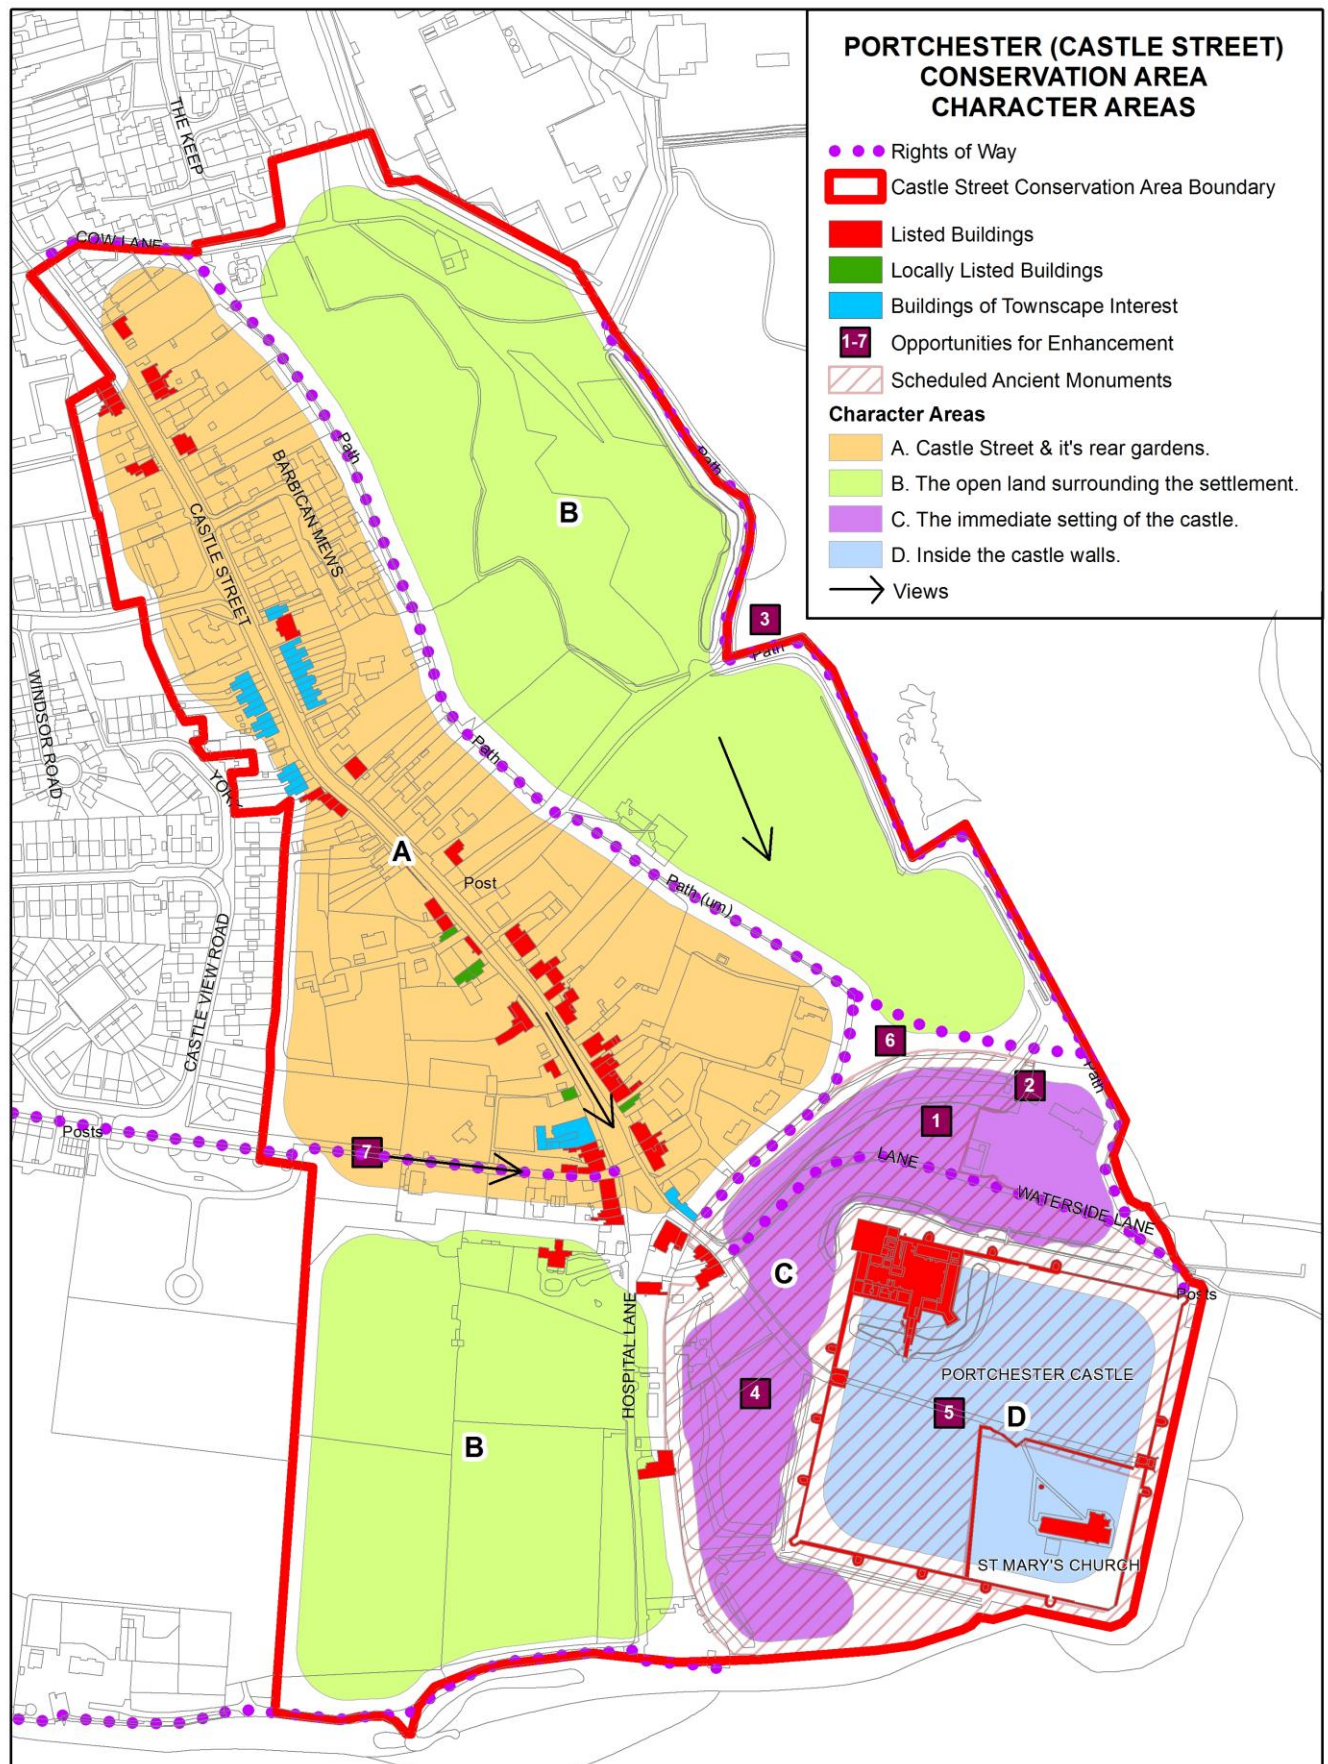 PORTCHESTER (CASTLE STREET)
CONSERVATION AREA
CHARACTER AREAS
Rights of Way
Castle Street Conservation Area Boundary
Listed Buildings
Locally Listed Buildings
Buildings of Townscape Interest
1-7 Opportunities for Enhancement
Scheduled Ancient Monuments
Character Areas
A. Castle Street & it's rear gardens.
B. The open land surrounding the settlement.
C. The immediate setting of the castle.
D. Inside the castle walls.
Views
THE KEEP
COW LANE
Path
Path
BARBICAN MEWS
CASTLE STREET
B
3
Path
WINDSOR ROAD
YORK
Path
A
Post
Path (um)
CASTLE VIEW ROAD
6
2
Path
1
Posts
7
LANE
WATERSIDE LANE
C
Posts
HOSPITAL LANE
PORTCHESTER CASTLE
4
5
D
B
ST MARY'S CHURCH